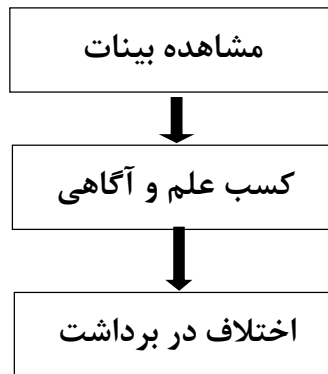 مشاهده بینات
کسب علم و آگاهی
اختلاف در برداشت